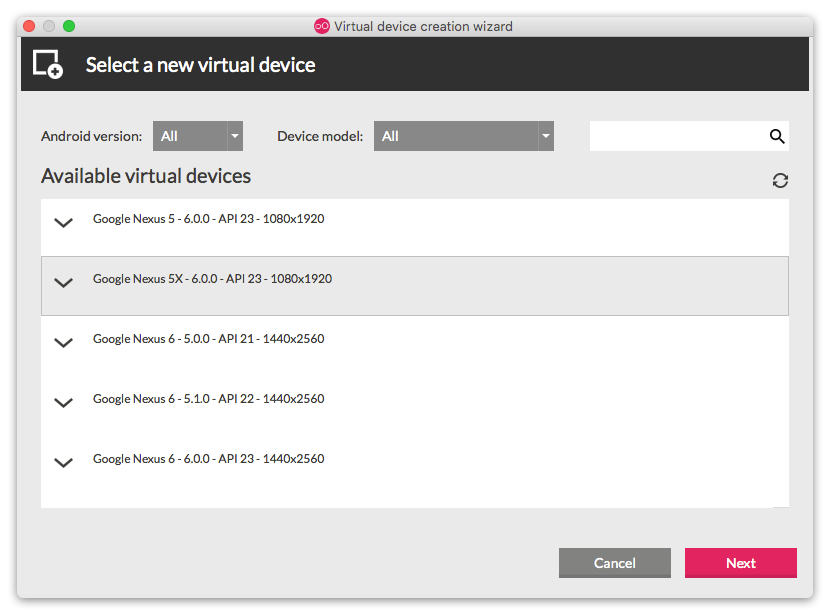 Virtual device creation wizard
Select a new virtual device
Android version: All Device model: All
Available virtual devices
Google Nexus 5 - 6.0.0 - API 23 - 1080x1920
Google Nexus 5X - 6.0.0 - API 23 - 1080x1920
Google Nexus 6 - 5.0.0 - API 21 - 1440x2560
Google Nexus 6 - 5.1.0 - API 22 - 1440x2560
Google Nexus 6 - 6.0.0 - API 23 - 1440x2560
Cancel Next